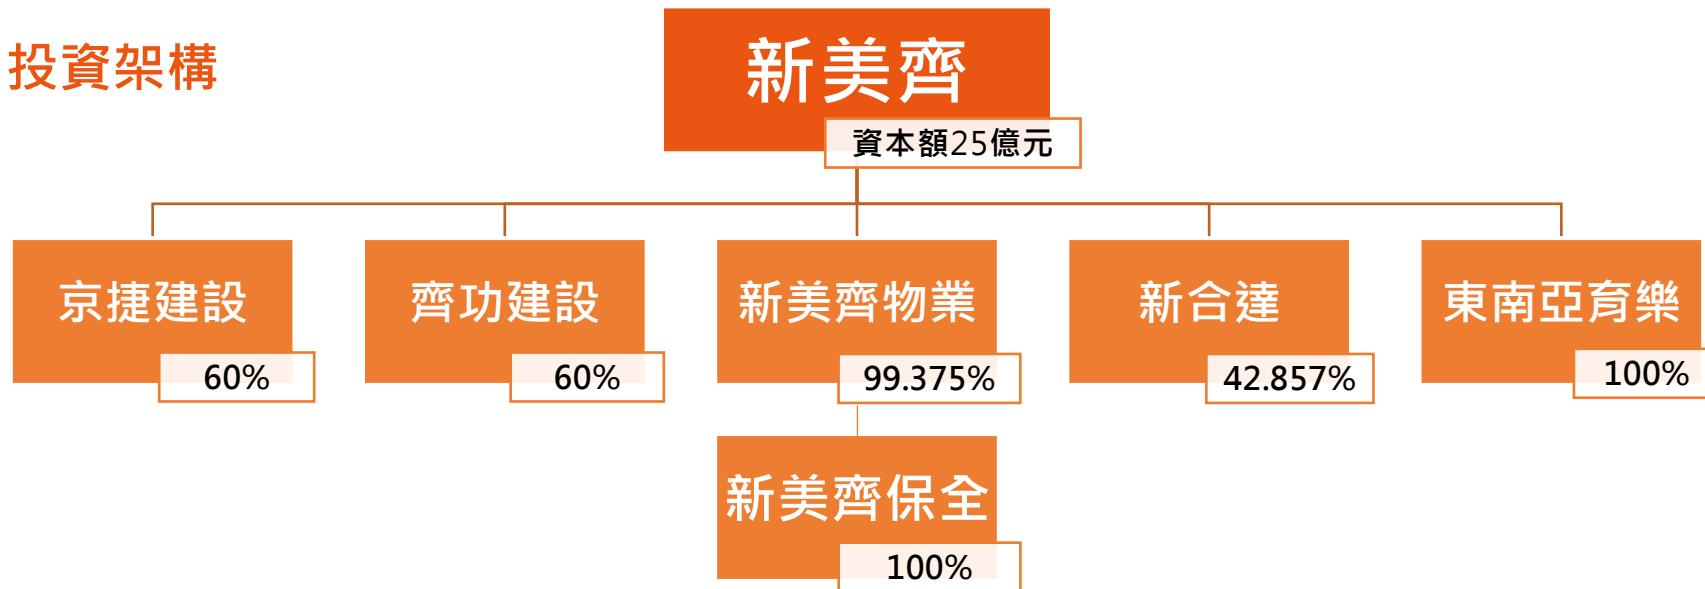 投資架構
新美齊
資本額25億元
京捷建設
60%
齊功建設
60%
新美齊物業
99.375%
新合達
42.857%
東南亞育樂
100%
新美齊保全
100%